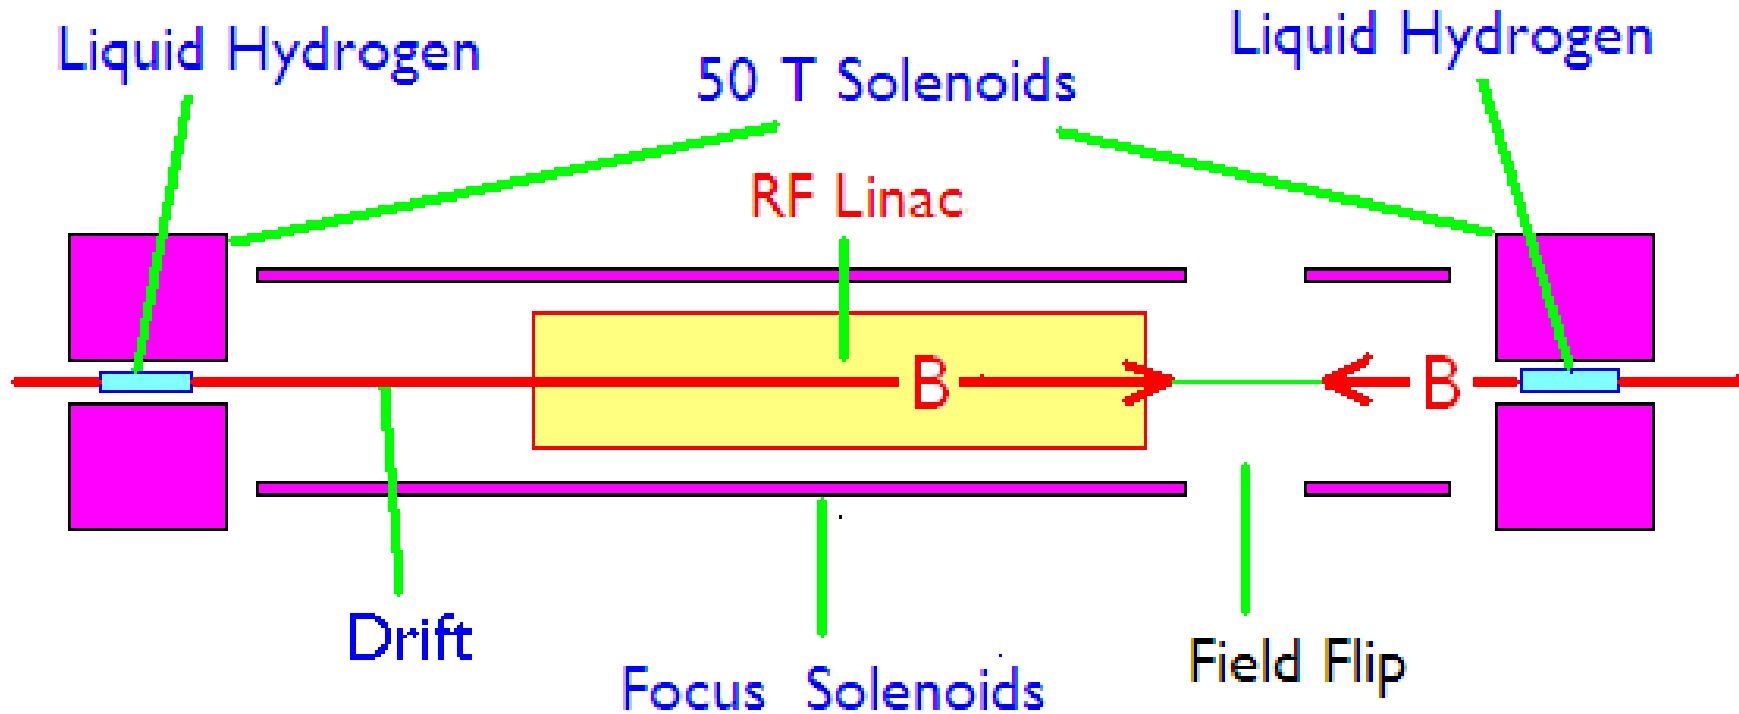 Liquid Hydrogen
Liquid Hydrogen
50 T Solenoids
RF Linac
B
B
Drift
Focus Solenoids
Field Flip